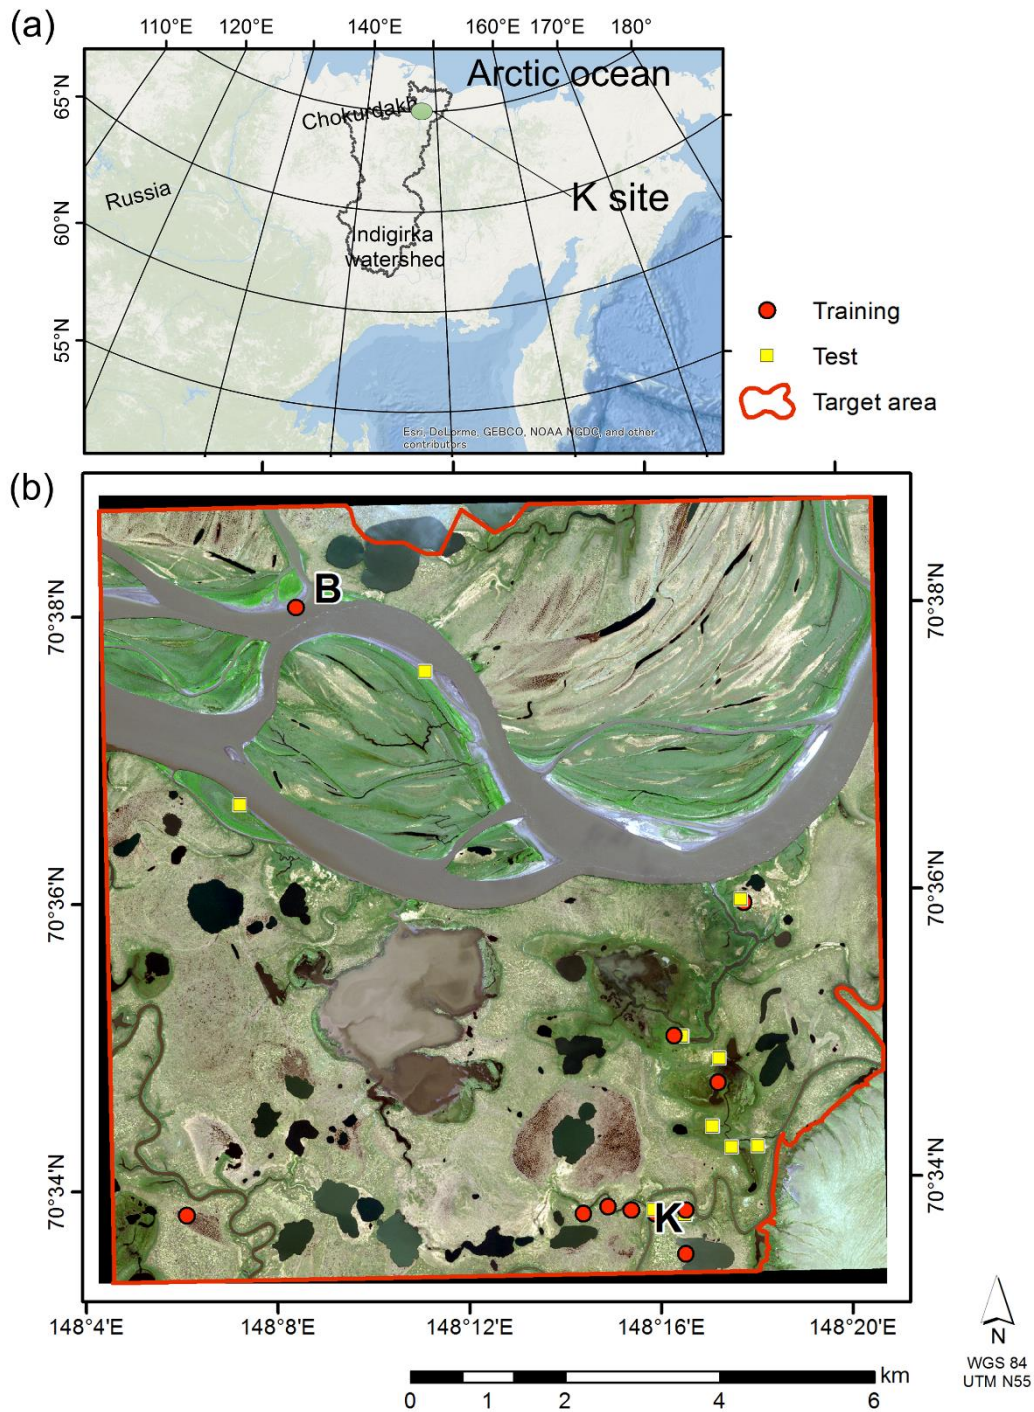 (a)
110°E 120°E 130°E 140°E 150°E 160°E 170°E 180°
65°N
60°N
55°N
Arctic ocean
Chokurdakh
K site
Russia
Indigirka
watershed
Esri, DeLorme, GEBCO, NOAA NGDC, and other
contributors
Training
Test
Target area
(b)
B
K
70°38'N
70°36'N
70°34'N
70°38'N
70°36'N
70°34'N
148°4'E 148°8'E 148°12'E 148°16'E 148°20'E
N
WGS 84
UTM N55
km
0 1 2 4 6